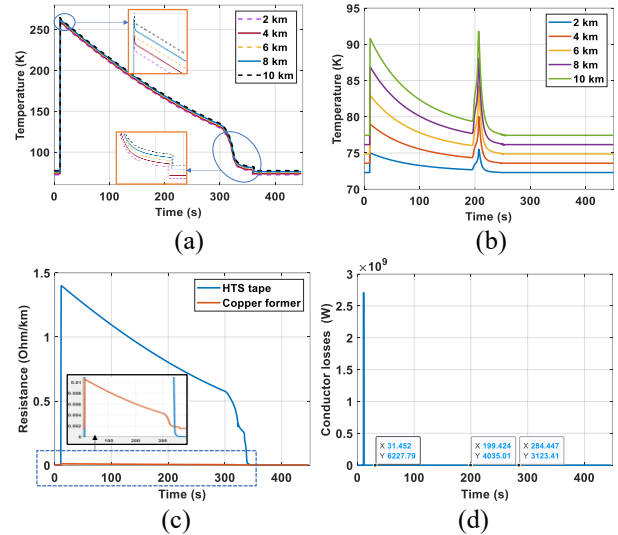 250
200
150
100
Temperature (K)
0 100 200 300 400
Time (s)
2 km
4 km
6 km
8 km
10 km
(a)
95
90
85
80
75
70
Temperature (K)
0 100 200 300 400
Time (s)
2 km
4 km
6 km
8 km
10 km
(b)
1.5
1
0.5
0
Resistance (Ohm/km)
0 100 200 300 400
Time (s)
HTS tape
Copper former
0.01
0.008
0.006
0.004
0.002
0
100 200 300
(c)
×10⁹
3
2.5
2
1.5
1
0.5
0
Conductor losses (W)
0 100 200 300 400
Time (s)
X 31.452
Y 6227.79
X 199.424
Y 4035.01
X 284.447
Y 3123.41
(d)